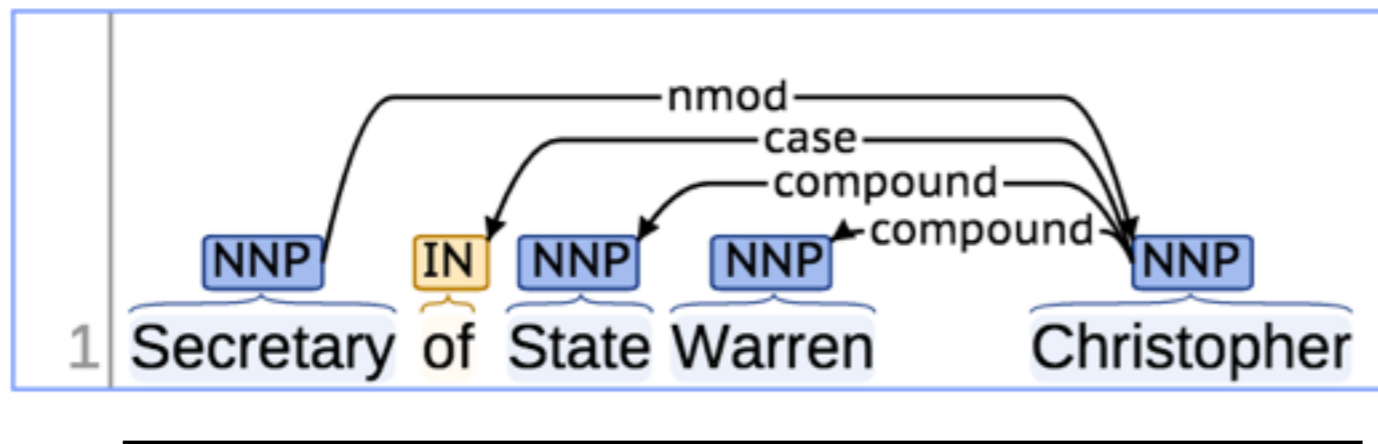 nmod
case
compound
compound
NNP IN NNP NNP NNP
1 Secretary of State Warren Christopher